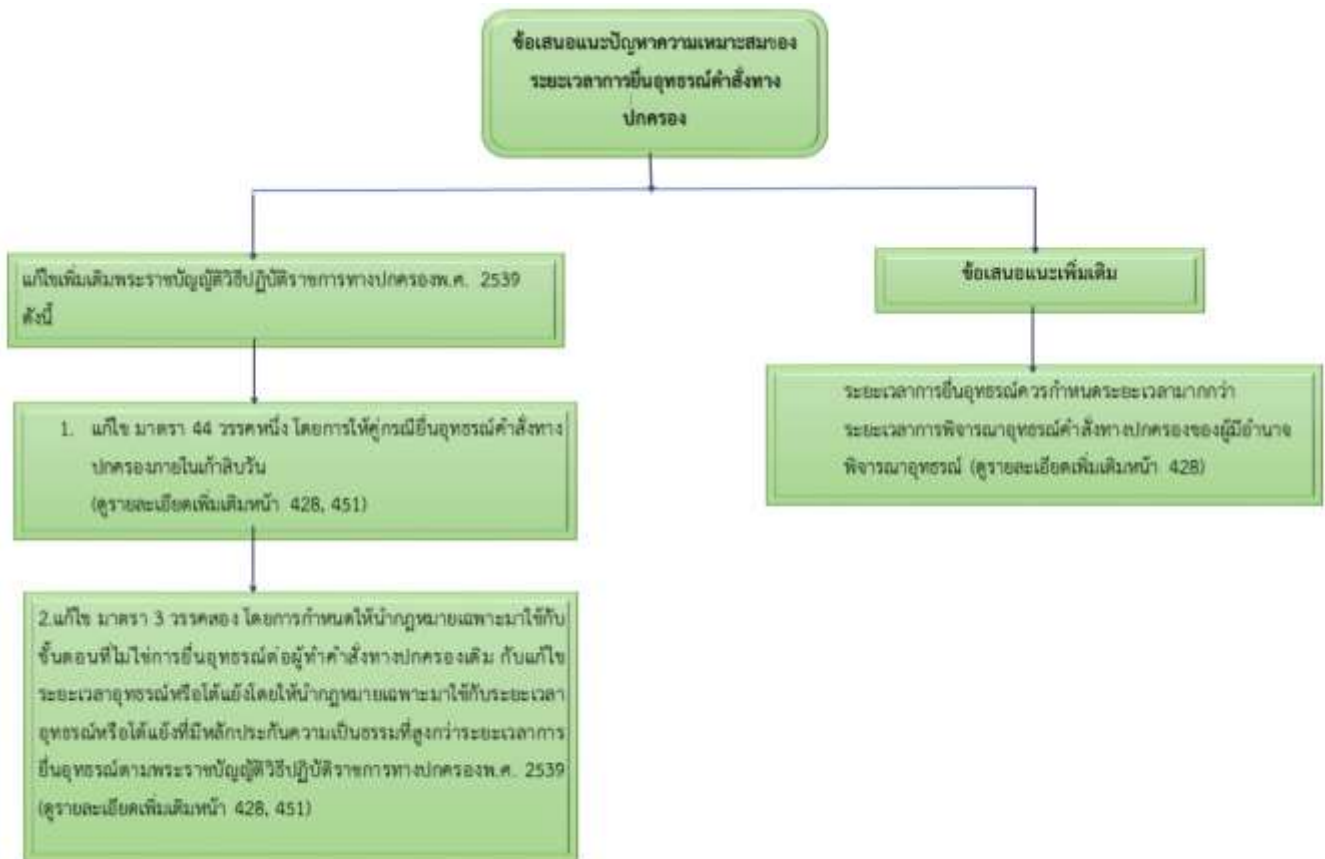 ข้อเสนอแนะปัญหาความเหมาะสมของ
ระยะเวลาการยื่นอุทธรณ์คำสั่งทาง
ปกครอง
แก้ไขเพิ่มเติมพระราชบัญญัติวิธีปฏิบัติราชการทางปกครองพ.ศ. 2539
ดังนี้
1. แก้ไข มาตรา 44 วรรคหนึ่ง โดยการให้คู่กรณียื่นอุทธรณ์คำสั่งทาง
ปกครองภายในเก้าสิบวัน
(ดูรายละเอียดเพิ่มเติมหน้า 428, 451)
2.แก้ไข มาตรา 3 วรรคสอง โดยการกำหนดให้นำกฎหมายเฉพาะมาใช้กับ
ขั้นตอนที่ไม่ใช่การยื่นอุทธรณ์ต่อผู้ทำคำสั่งทางปกครองเดิม กับแก้ไข
ระยะเวลาอุทธรณ์หรือโต้แย้งโดยให้นำกฎหมายเฉพาะมาใช้กับระยะเวลา
อุทธรณ์หรือโต้แย้งที่มีหลักประกันความเป็นธรรมที่สูงกว่าระยะเวลาการ
ยื่นอุทธรณ์ตามพระราชบัญญัติวิธีปฏิบัติราชการทางปกครองพ.ศ. 2539
(ดูรายละเอียดเพิ่มเติมหน้า 428, 451)
ข้อเสนอแนะเพิ่มเติม
ระยะเวลาการยื่นอุทธรณ์ควรกำหนดระยะเวลามากกว่า
ระยะเวลาการพิจารณาอุทธรณ์คำสั่งทางปกครองของผู้มีอำนาจ
พิจารณาอุทธรณ์ (ดูรายละเอียดเพิ่มเติมหน้า 428)